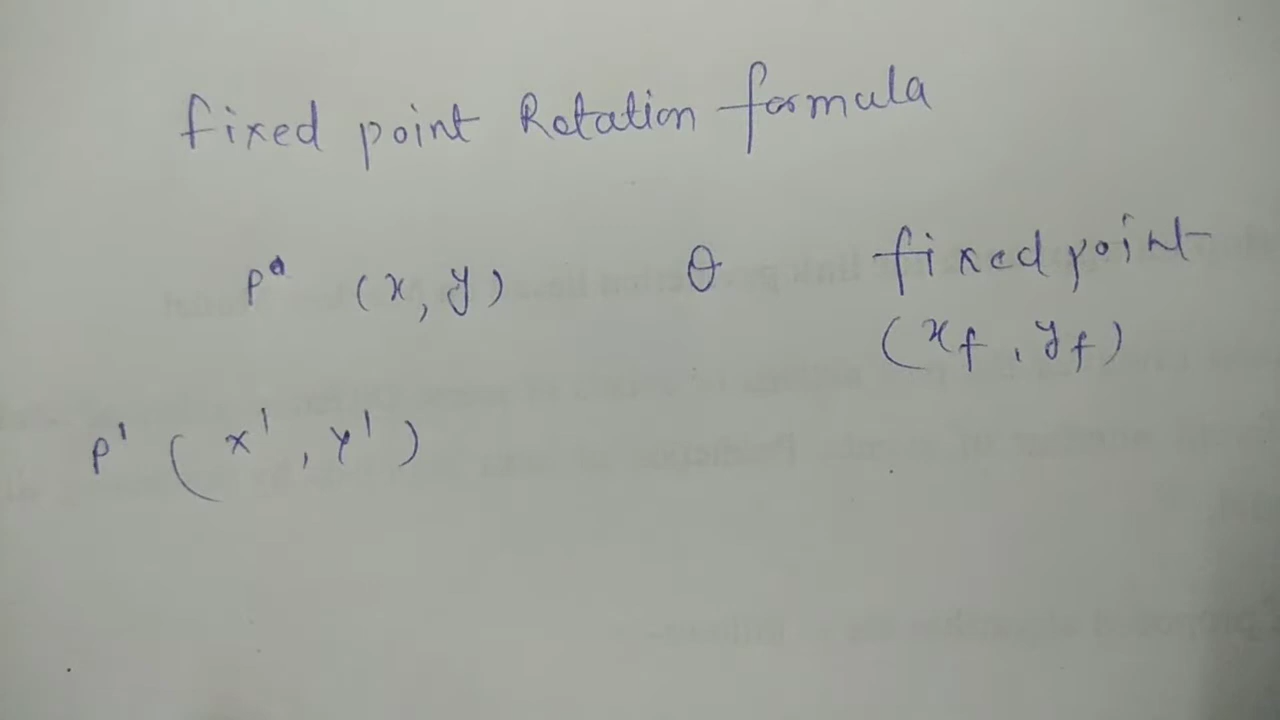 fixed point Rotation formula
P (x, y) θ fixed point
(xf, yf)
P' (x', y')